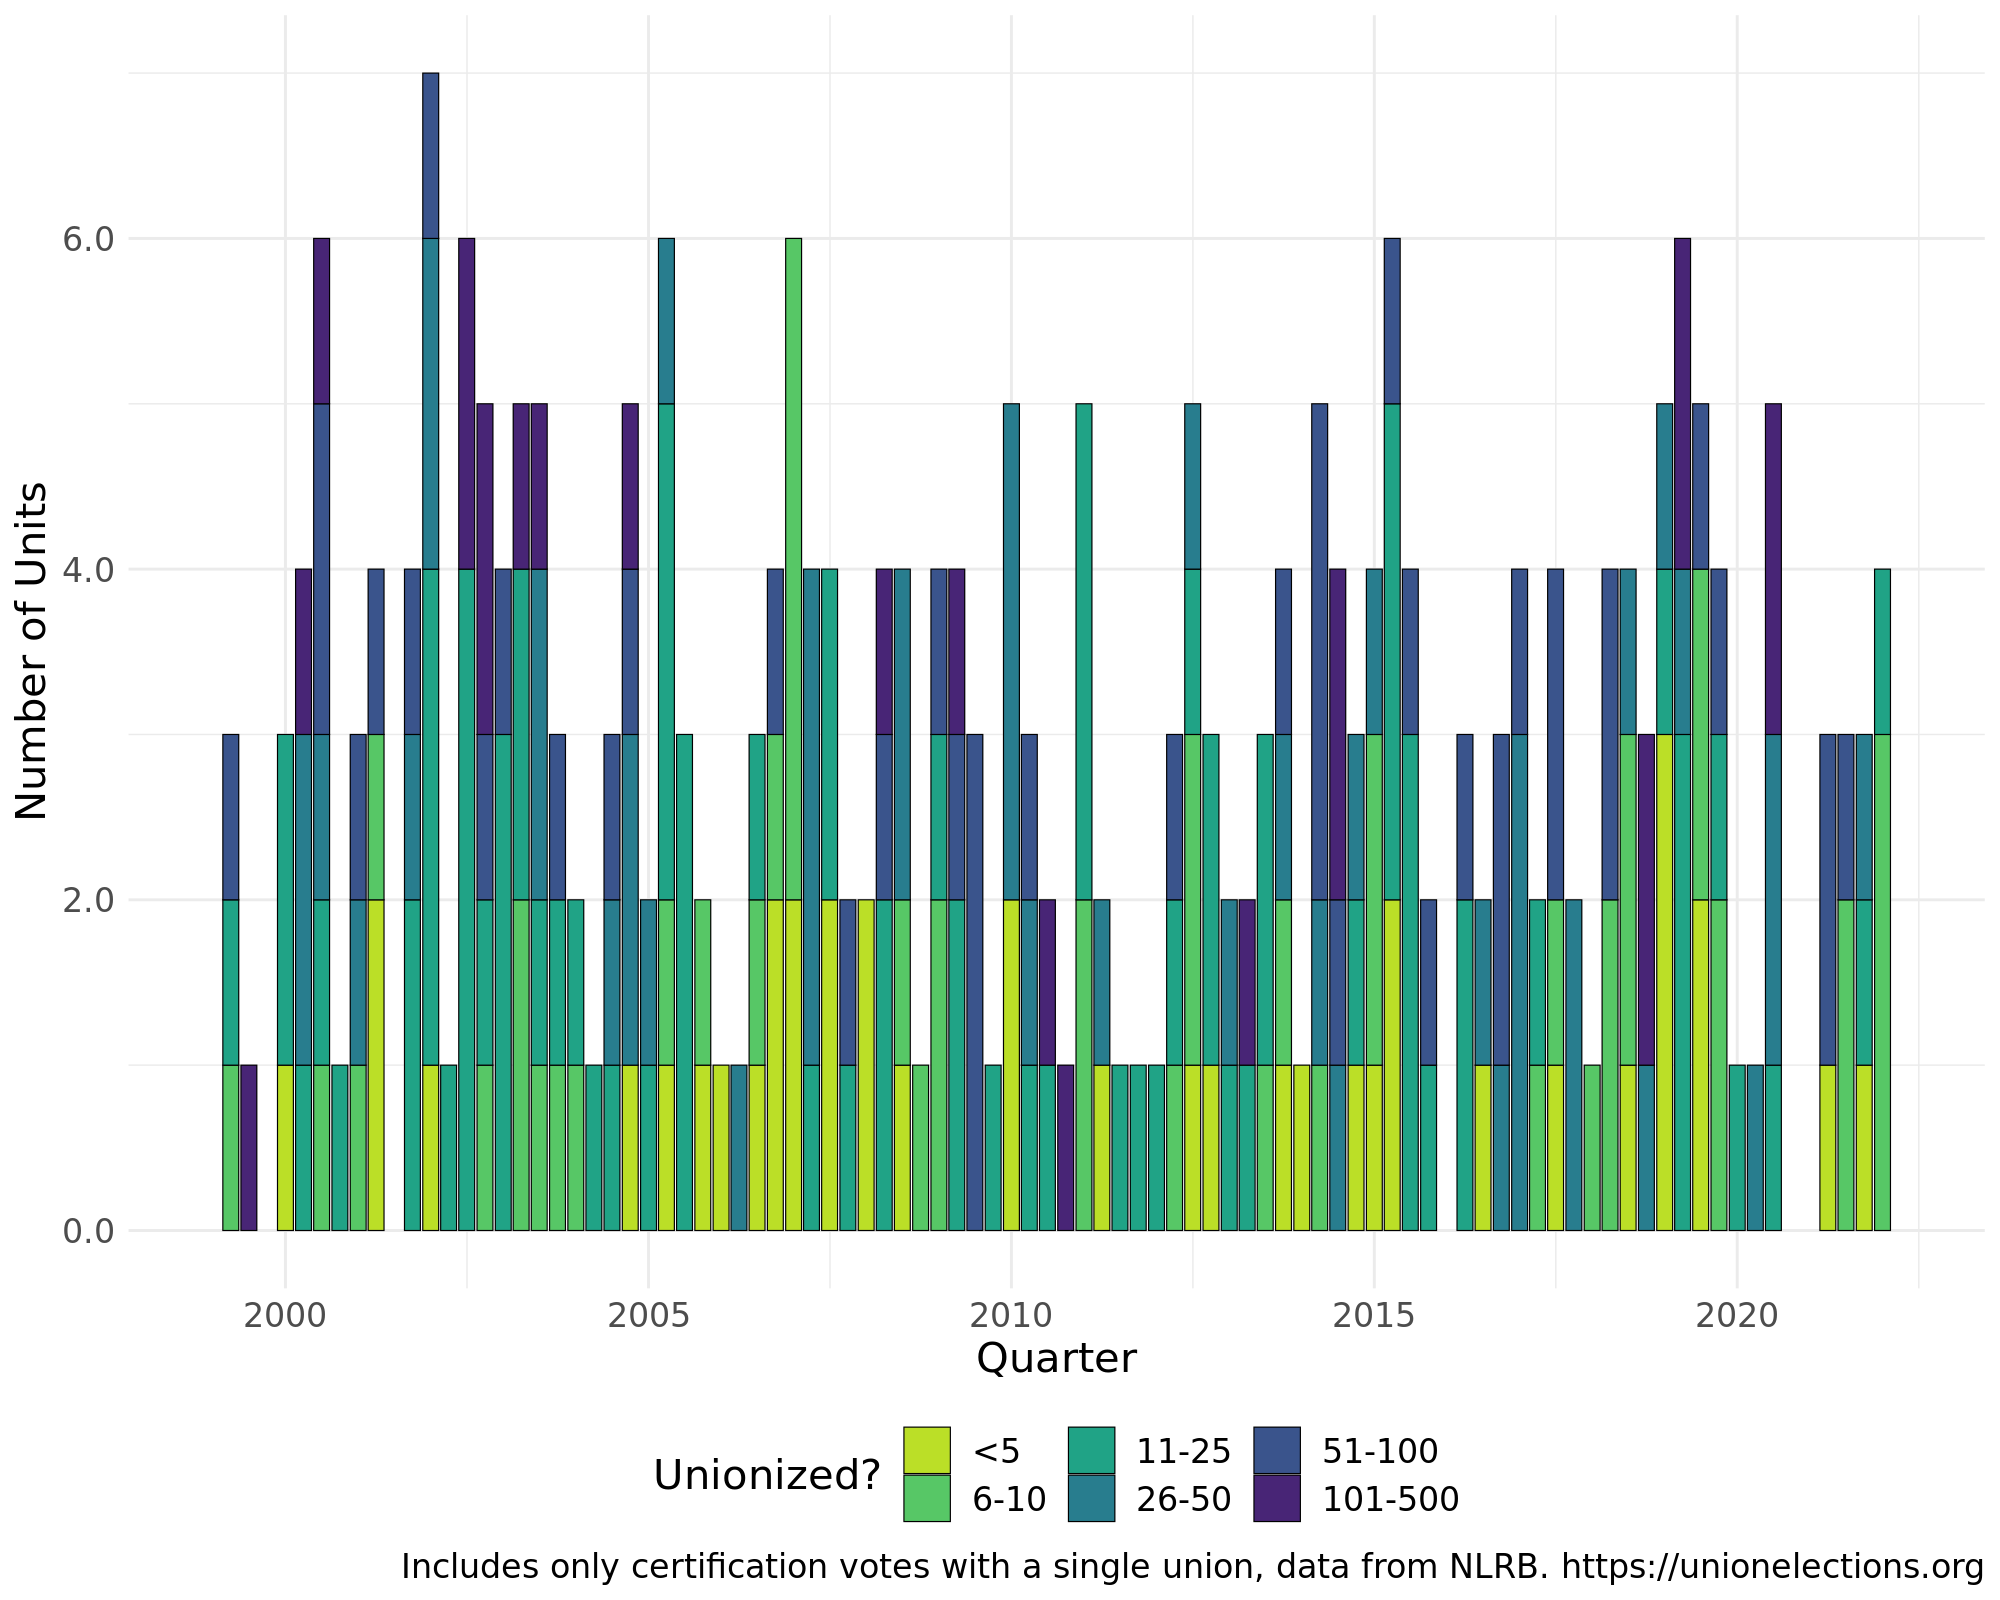 Number of Units
6.0
4.0
2.0
0.0
2000 2005 2010 2015 2020
Quarter
Unionized?
<5 11-25 51-100
6-10 26-50 101-500
Includes only certification votes with a single union, data from NLRB. https://unionelections.org